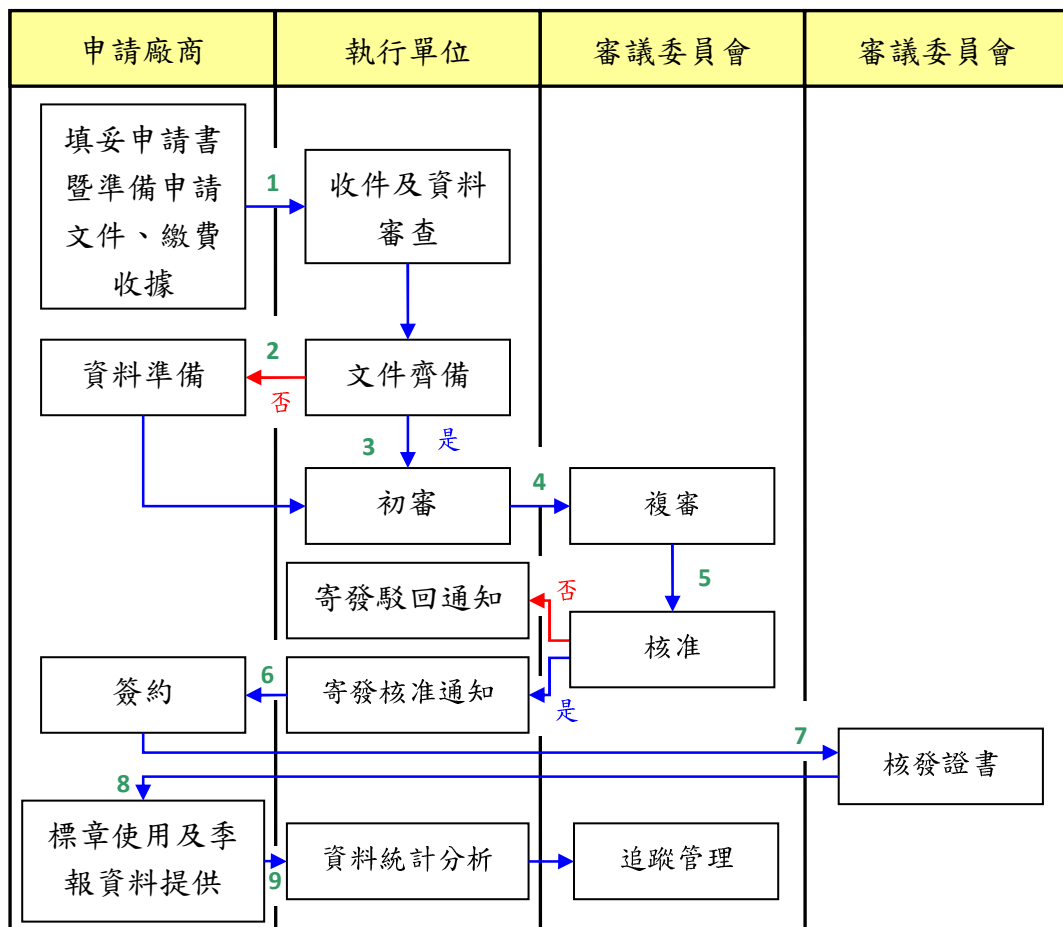 申請廠商
執行單位
審議委員會
審議委員會
填妥申請書
暨準備申請
文件、繳費
收據
1
收件及資料
審查
資料準備
2
否
文件齊備
3
是
初審
4
複審
5
寄發駁回通知
否
核准
簽約
6
寄發核准通知
是
7
核發證書
8
標章使用及季
報資料提供
9
資料統計分析
追蹤管理